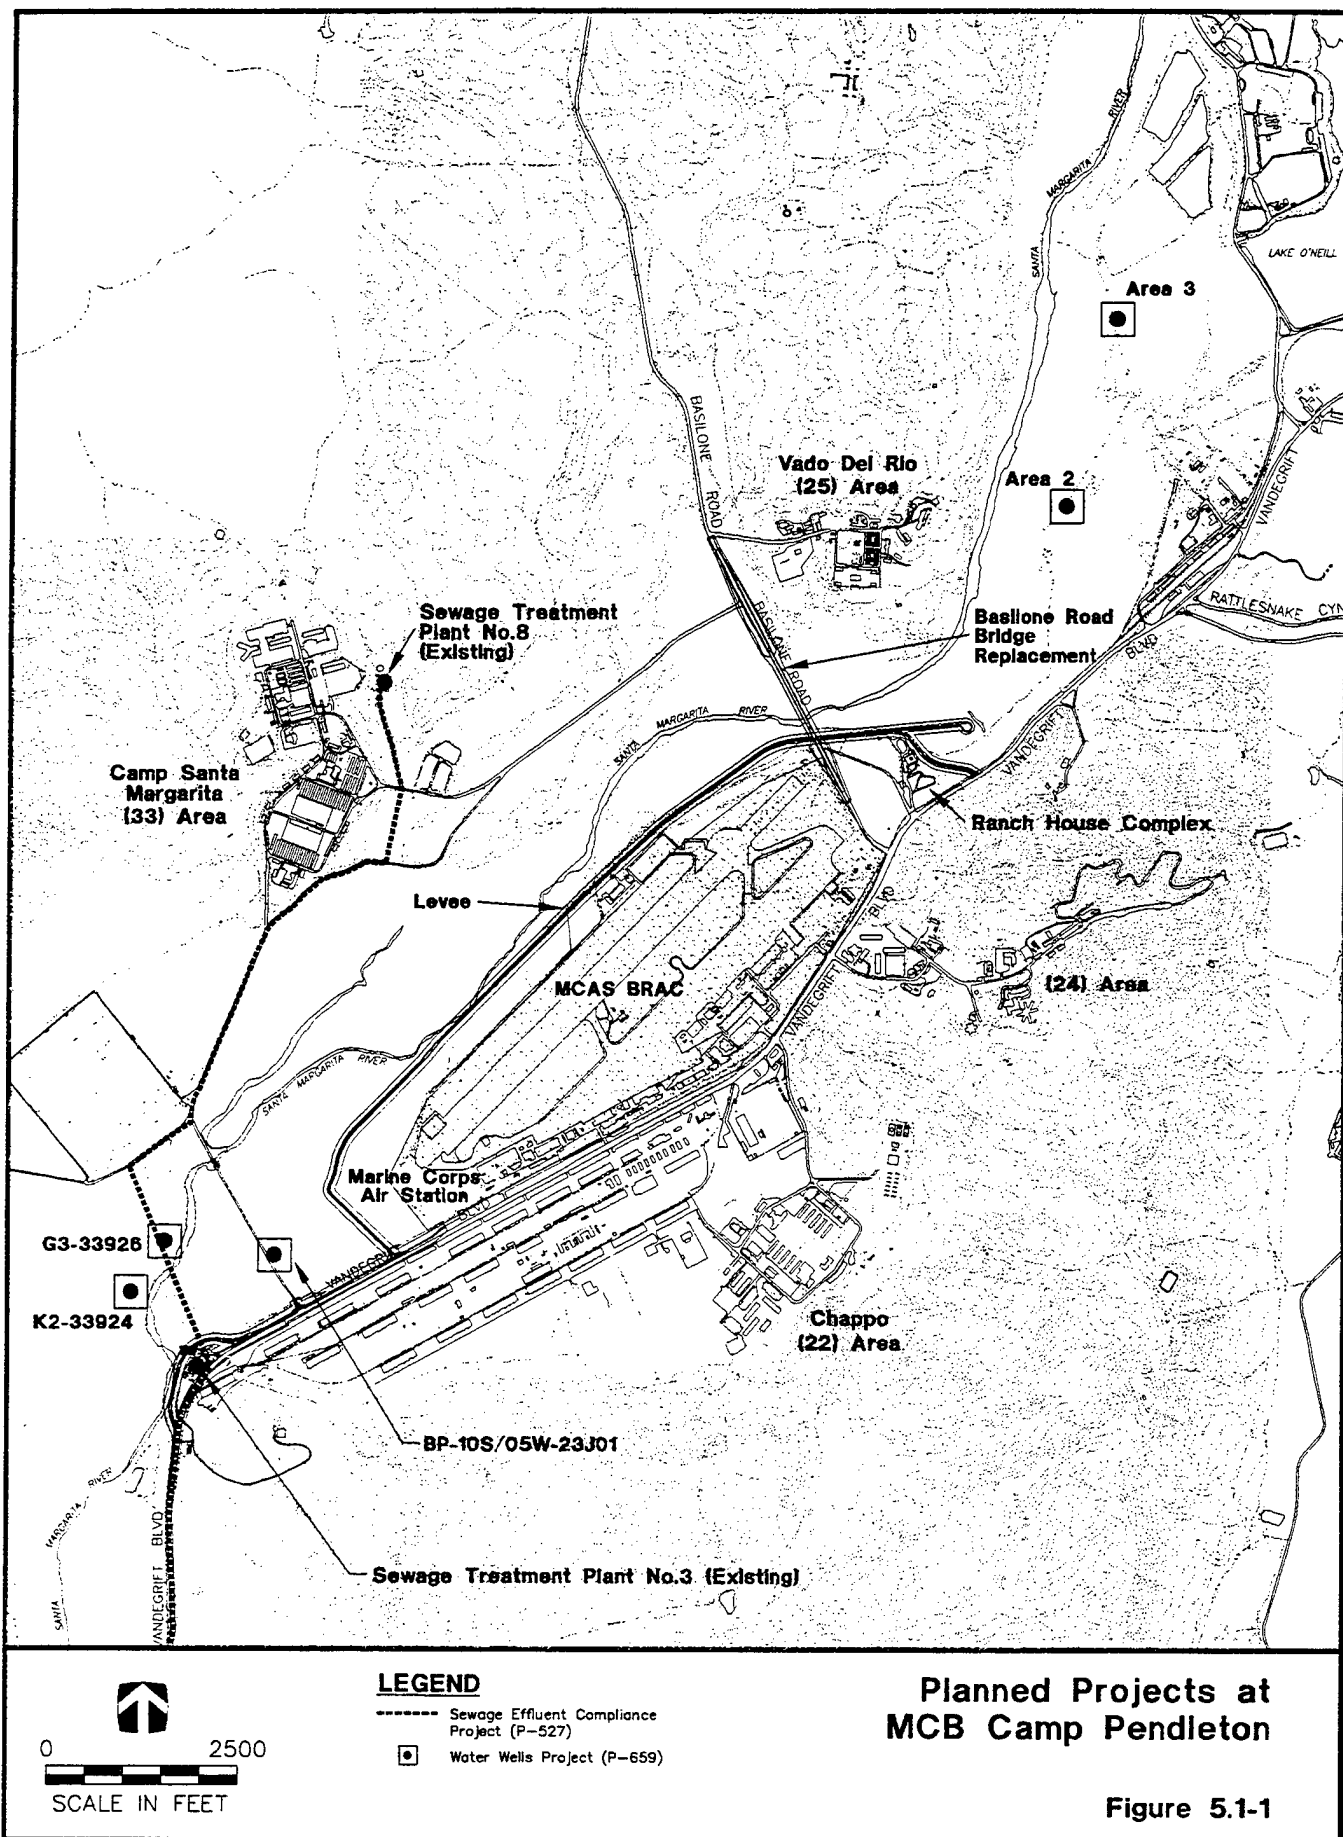 MARGARITA
RIVER
SANTA
LAKE O'NEILL
Area 3
BASILONE
ROAD
Vado Del Rio
(25) Area
Area 2
VANDEGRIFT
BLVD
RATTLESNAKE CYN
Sewage Treatment
Plant No.8
(Existing)
BASILONE
ROAD
Basilone Road
Bridge
Replacement
SANTA
MARGARITA
RIVER
VANDEGRIFT
Camp Santa
Margarita
(33) Area
Ranch House Complex
Levee
BLVD
VANDEGRIFT
MCAS BRAC
(24) Area
SANTA MARGARITA RIVER
Marine Corps
Air Station
VANDEGRIFT
BLVD
G3-33926
K2-33924
Chappo
(22) Area
BP-10S/05W-23J01
SANTA
MARGARITA
RIVER
VANDEGRIFT BLVD
Sewage Treatment Plant No.3 (Existing)
0 2500
SCALE IN FEET
LEGEND
Sewage Effluent Compliance
Project (P-527)
Water Wells Project (P-659)
Planned Projects at
MCB Camp Pendleton
Figure 5.1-1